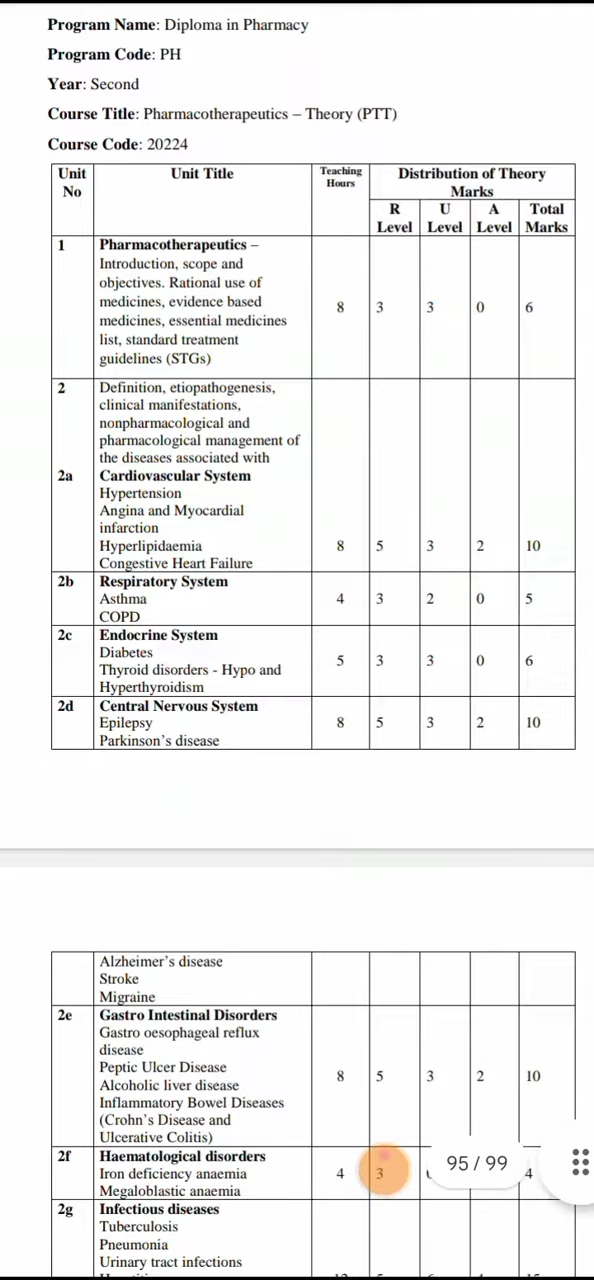 Program Name: Diploma in Pharmacy
Program Code: PH
Year: Second
Course Title: Pharmacotherapeutics – Theory (PTT)
Course Code: 20224
Unit No Unit Title Teaching Hours Distribution of Theory Marks
R Level U Level A Level Total Marks
1 Pharmacotherapeutics –
Introduction, scope and
objectives. Rational use of
medicines, evidence based
medicines, essential medicines 8 3 3 0 6
list, standard treatment
guidelines (STGs)
2 Definition, etiopathogenesis,
clinical manifestations,
nonpharmacological and
pharmacological management of
the diseases associated with
2a Cardiovascular System
Hypertension
Angina and Myocardial
infarction
Hyperlipidaemia 8 5 3 2 10
Congestive Heart Failure
2b Respiratory System
Asthma 4 3 2 0 5
COPD
2c Endocrine System
Diabetes 5 3 3 0 6
Thyroid disorders - Hypo and
Hyperthyroidism
2d Central Nervous System
Epilepsy 8 5 3 2 10
Parkinson’s disease
Alzheimer’s disease
Stroke
Migraine
2e Gastro Intestinal Disorders
Gastro oesophageal reflux
disease
Peptic Ulcer Disease 8 5 3 2 10
Alcoholic liver disease
Inflammatory Bowel Diseases
(Crohn’s Disease and
Ulcerative Colitis)
2f Haematological disorders
Iron deficiency anaemia 4 3 4
Megaloblastic anaemia
95 / 99
2g Infectious diseases
Tuberculosis
Pneumonia
Urinary tract infections